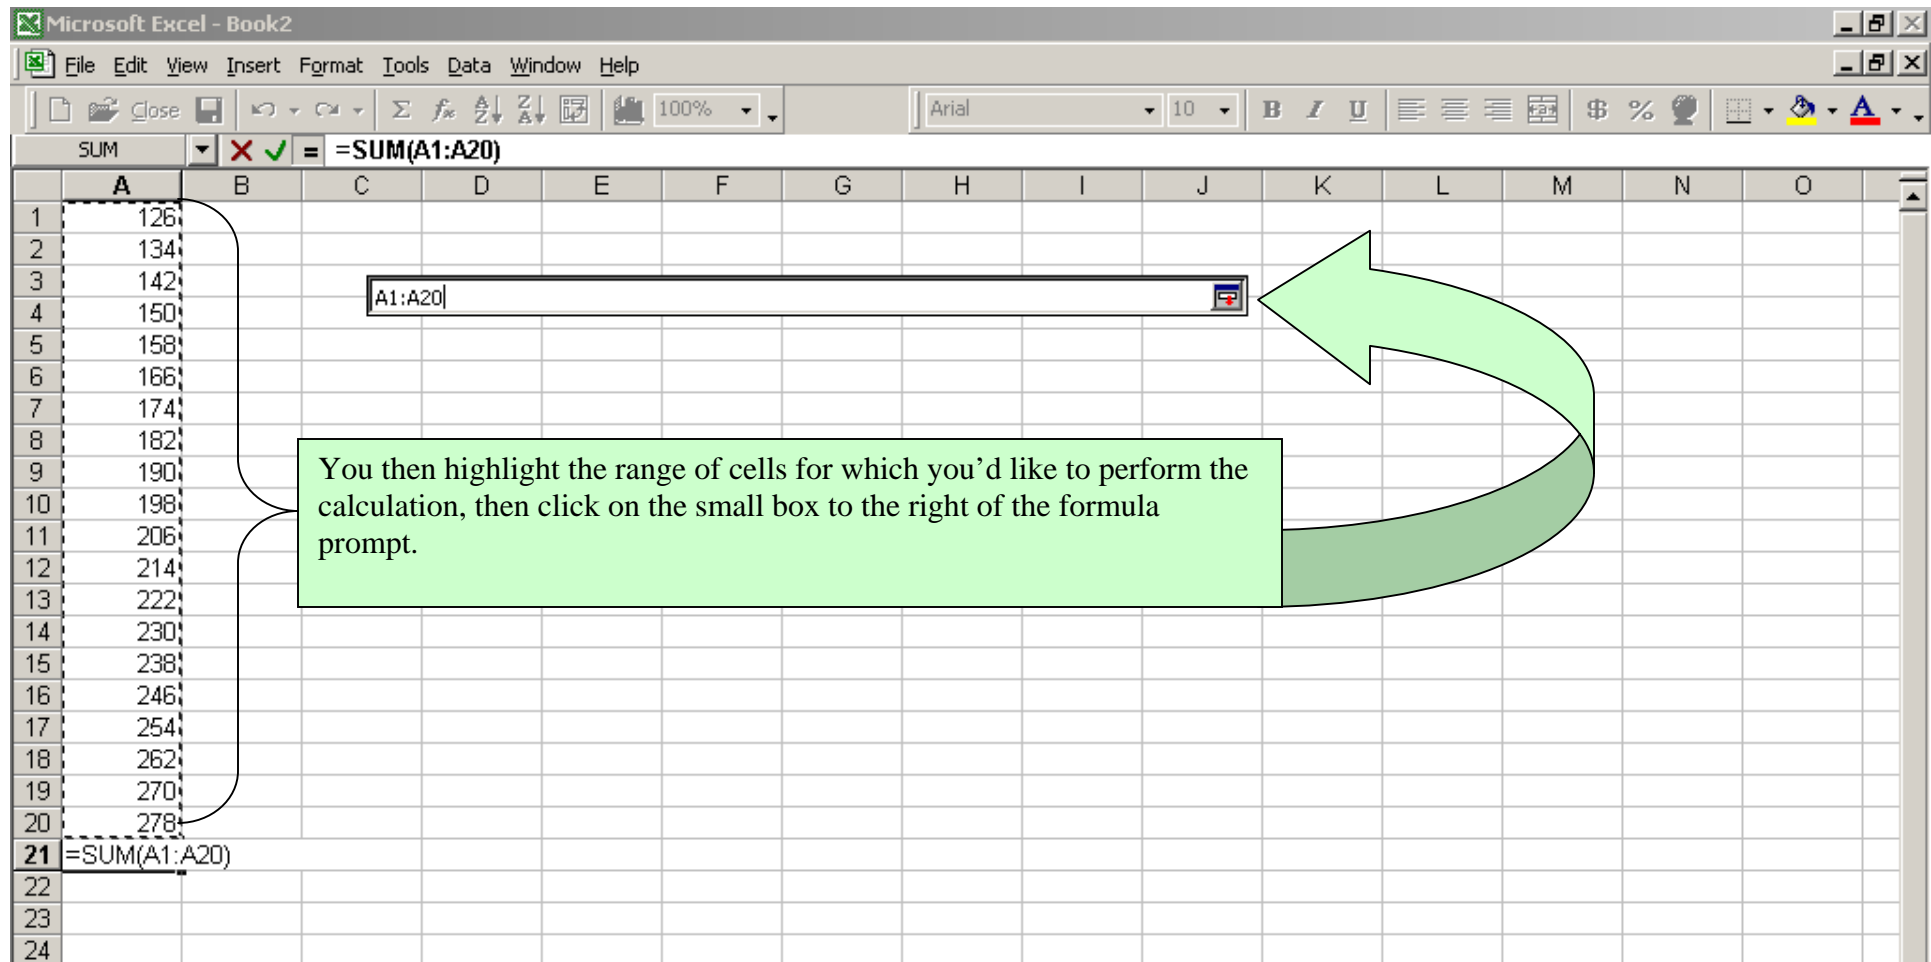 Microsoft Excel - Book2
File Edit View Insert Format Tools Data Window Help
Close 100% Arial 10 B I U $ %
SUM = =SUM(A1:A20)
A B C D E F G H I J K L M N O
1 126
2 134
3 142
A1:A20
4 150
5 158
6 166
7 174
8 182
9 190
10 198
11 206
12 214
13 222
14 230
15 238
16 246
17 254
18 262
19 270
20 278
21 =SUM(A1:A20)
22
23
24
You then highlight the range of cells for which you’d like to perform the
calculation, then click on the small box to the right of the formula
prompt.